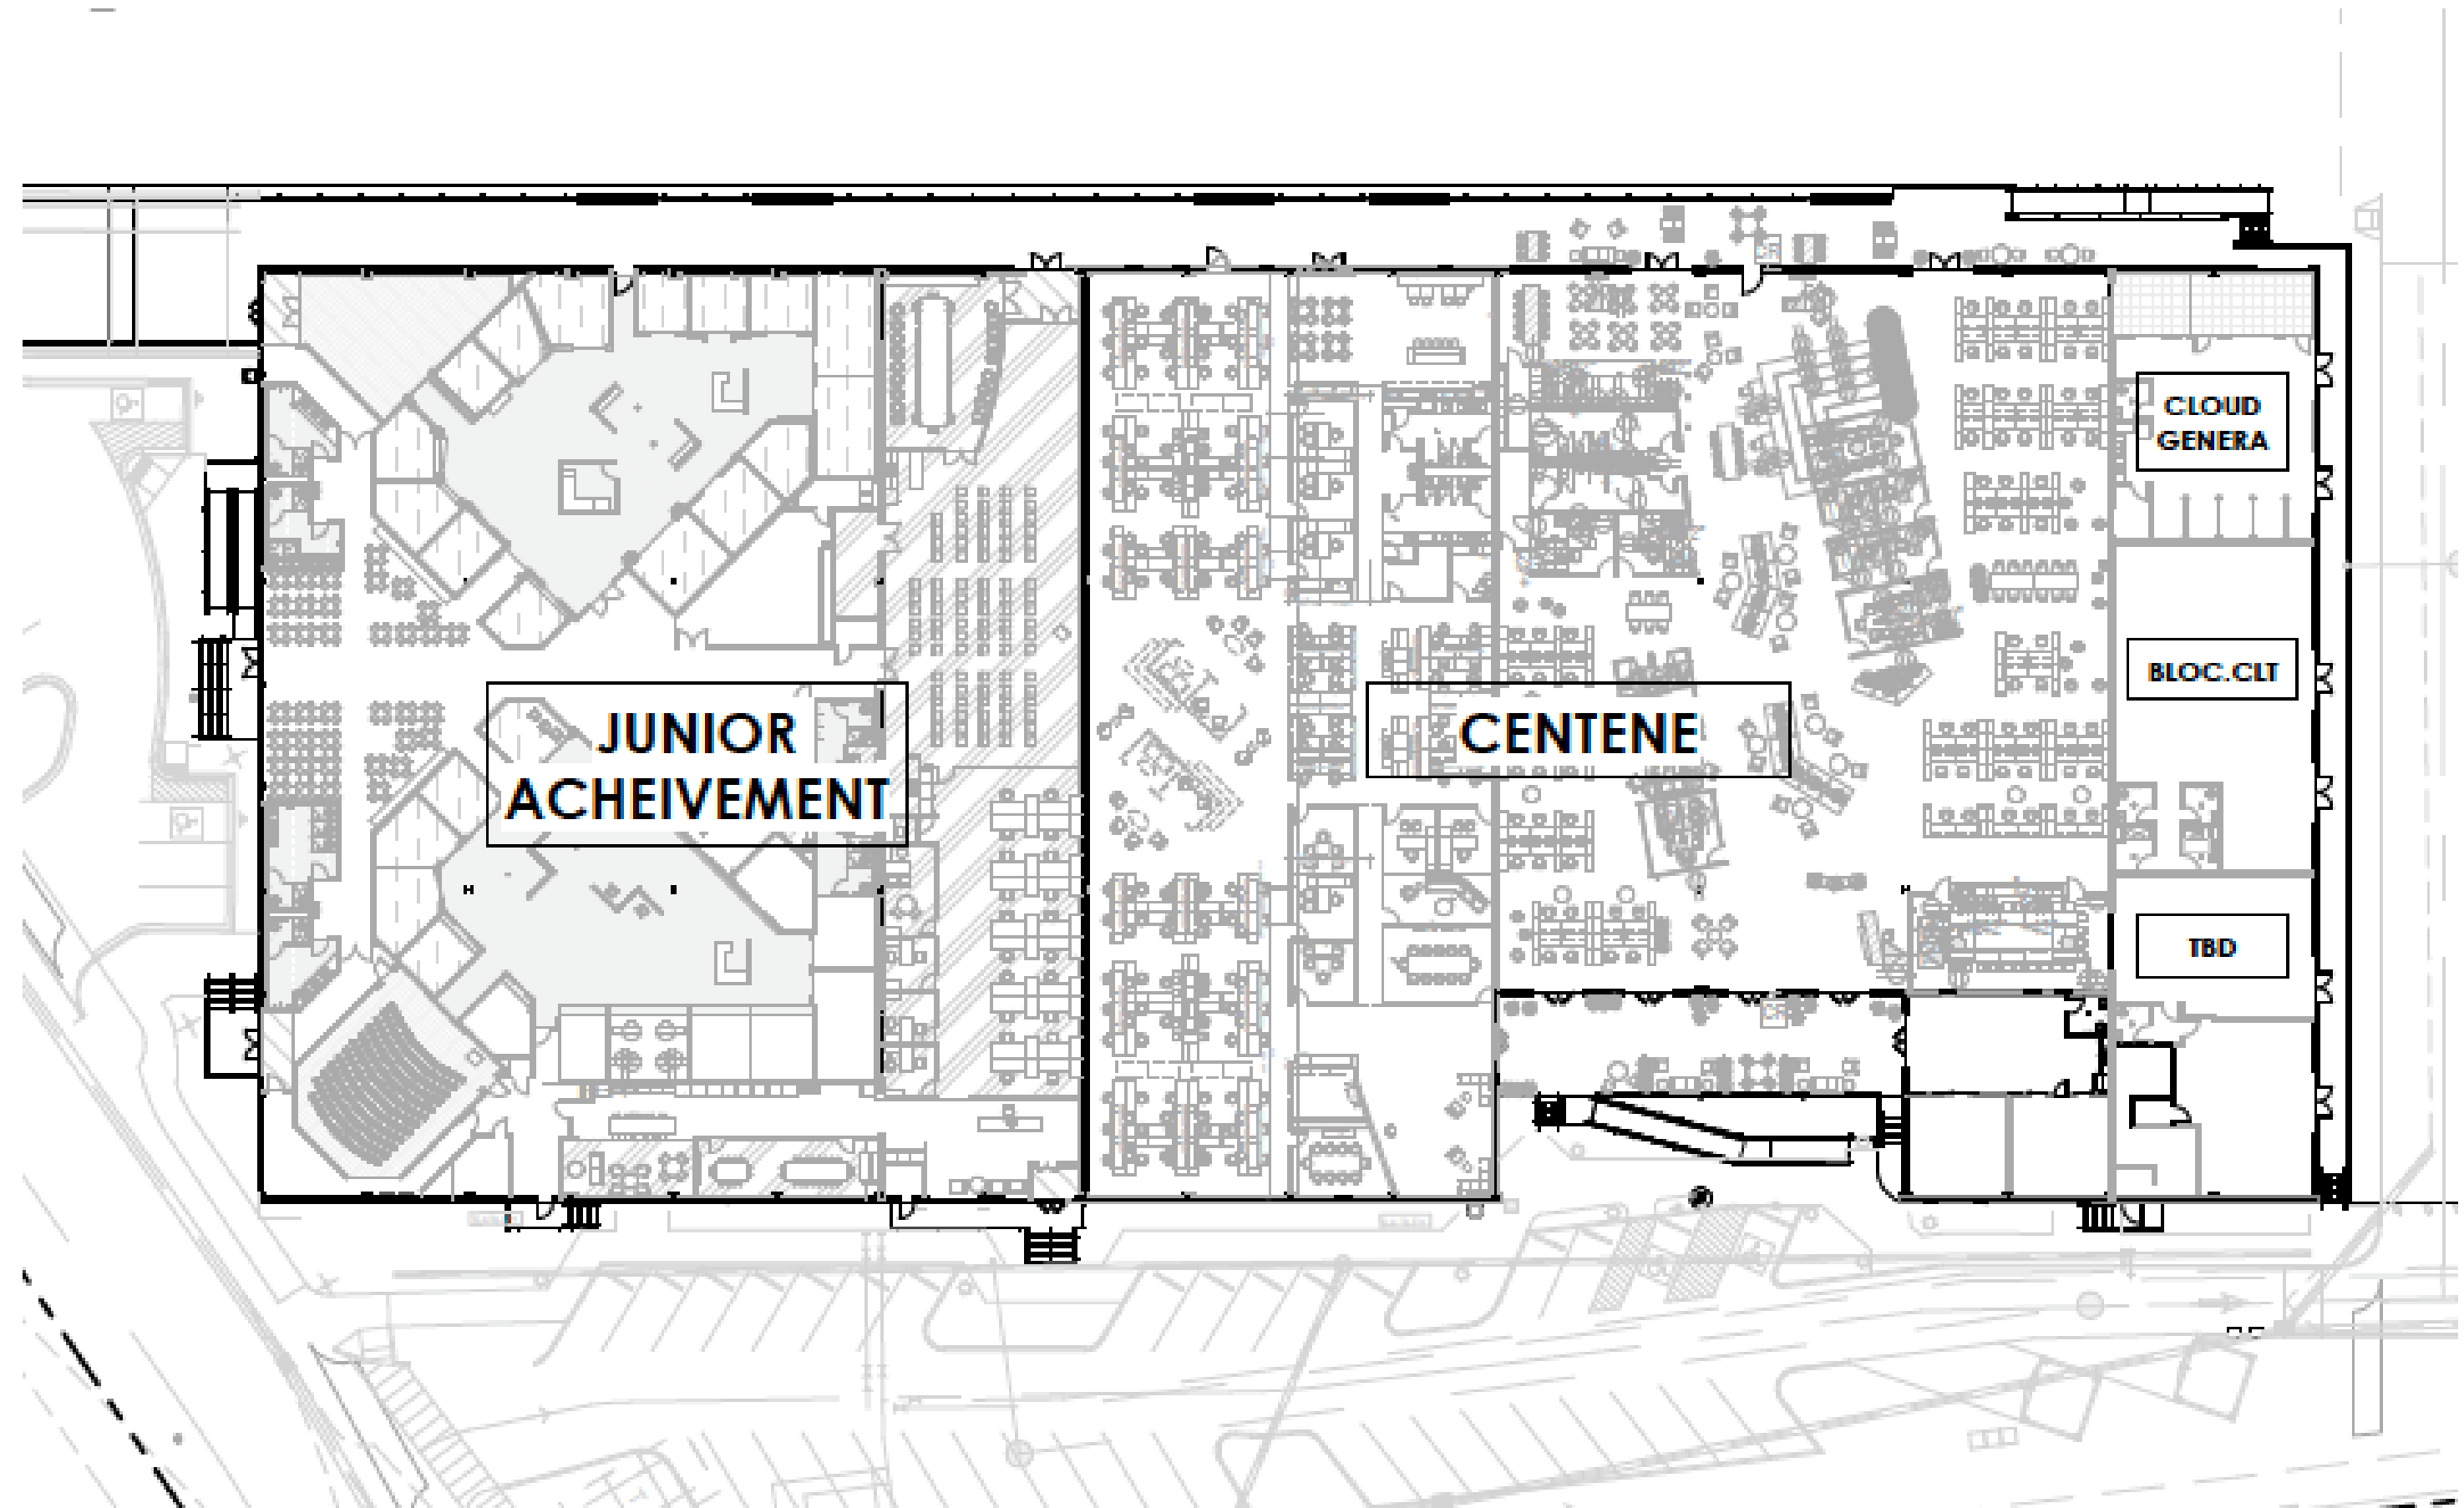 JUNIOR
ACHEIVEMENT
CENTENE
CLOUD
GENERA
BLOC.CLT
TBD